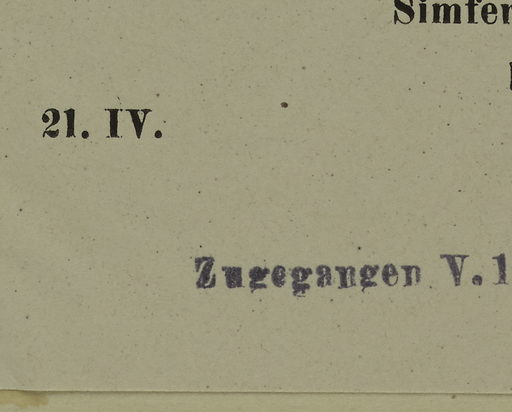 Simfer
21. IV.
Zugegangen V. 1